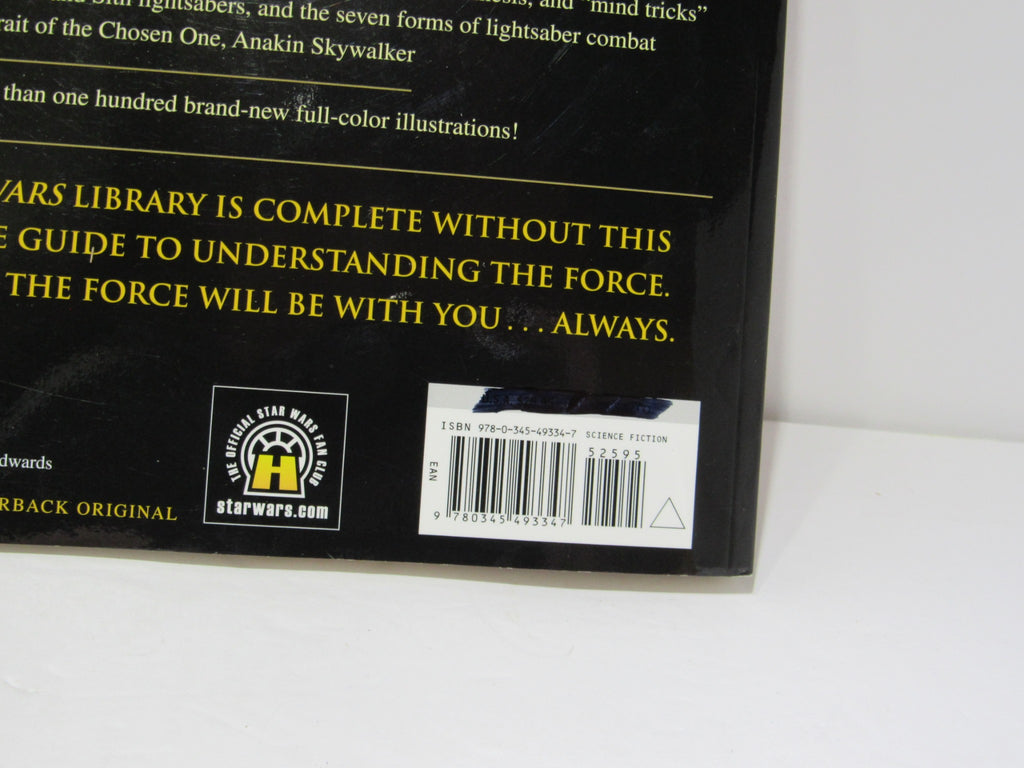 lightsabers, and the seven forms of lightsaber combat
and "mind tricks"
of the Chosen One, Anakin Skywalker
than one hundred brand-new full-color illustrations!
WARS LIBRARY IS COMPLETE WITHOUT THIS
GUIDE TO UNDERSTANDING THE FORCE.
THE FORCE WILL BE WITH YOU . . . ALWAYS.
dwards
RBACK ORIGINAL
THE OFFICIAL STAR WARS FAN CLUB
H
starwars.com
ISBN 978-0-345-49334-7 SCIENCE FICTION
52595
EAN
9 780345 493347